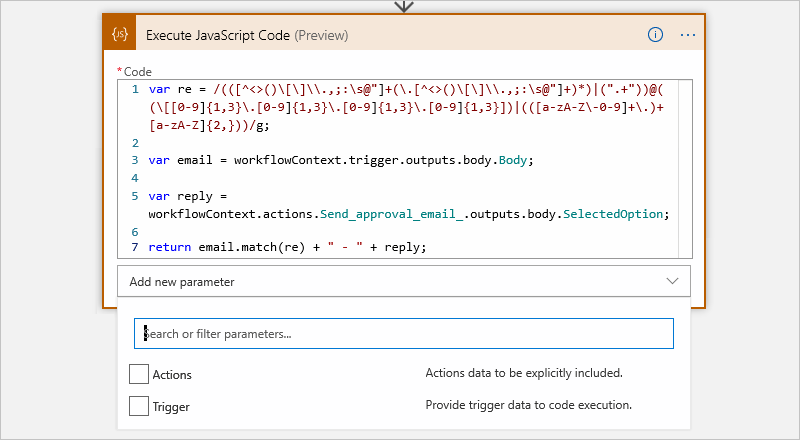 {JS}
Execute JavaScript Code (Preview)
*Code
1 var re = /(([^<>()\[\]\\.,;:\s@"]+(\.[^<>()\[\]\\.,;:\s@"]+)*)|(".+"))@(
(\[[0-9]{1,3}\.[0-9]{1,3}\.[0-9]{1,3}\.[0-9]{1,3}])|(([a-zA-Z\-0-9]+\.)+
[a-zA-Z]{2,}))/g;
2
3 var email = workflowContext.trigger.outputs.body.Body;
4
5 var reply =
workflowContext.actions.Send_approval_email_.outputs.body.SelectedOption;
6
7 return email.match(re) + " - " + reply;
Add new parameter
Search or filter parameters...
Actions Actions data to be explicitly included.
Trigger Provide trigger data to code execution.